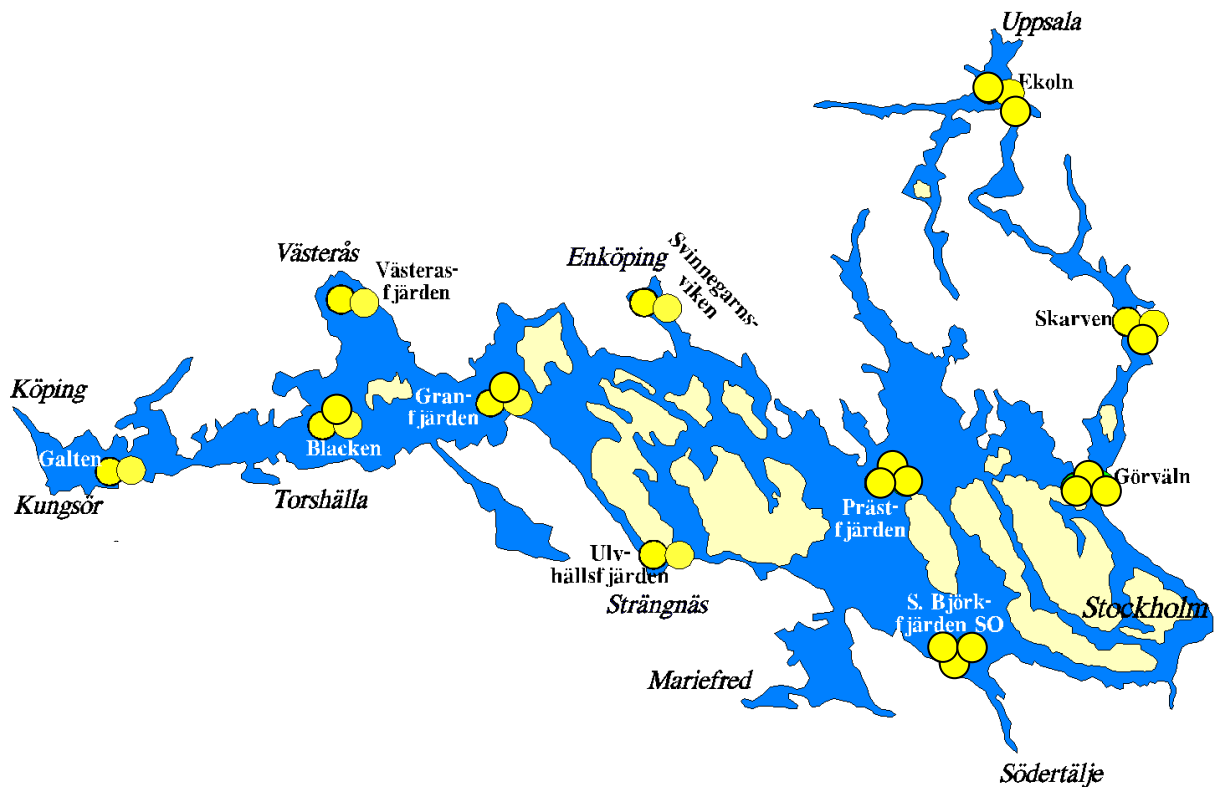 Uppsala
Ekoln
Västerås
Västeras-
fjärden
Enköping
Svinnegarns-
viken
Skarven
Köping
Gran-
fjärden
Blacken
Galten
Kungsör
Torshälla
Görväln
Präst-
fjärden
Ulv-
hällsfjärden
Strängnäs
S. Björk-
fjärden SO
Stockholm
Mariefred
Södertälje